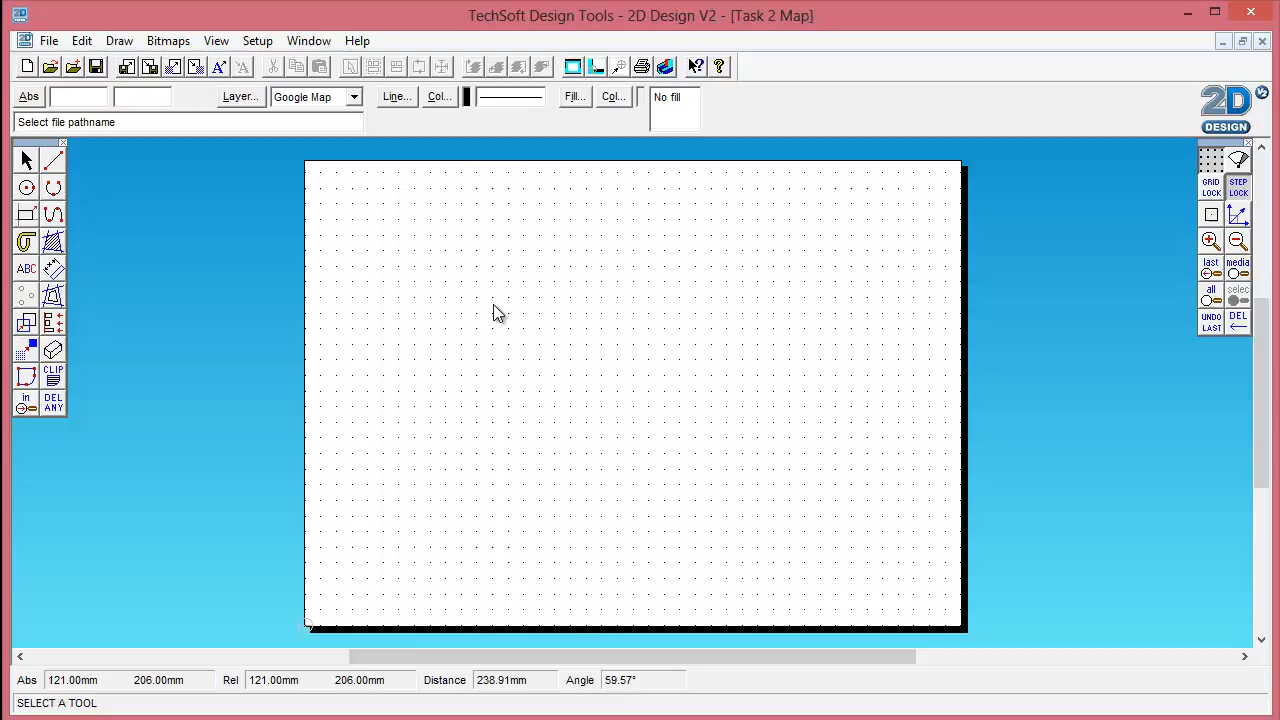 TechSoft Design Tools - 2D Design V2 - [Task 2 Map]
File Edit Draw Bitmaps View Setup Window Help
Abs Layer... Google Map Line... Col... Fill... Col... No fill
Select file pathname
2D V2
DESIGN
GRID LOCK STEP LOCK
ABC
last media
all selec
UNDO LAST DEL
CLIP
in DEL ANY
Abs 121.00mm 206.00mm Rel 121.00mm 206.00mm Distance 238.91mm Angle 59.57°
SELECT A TOOL